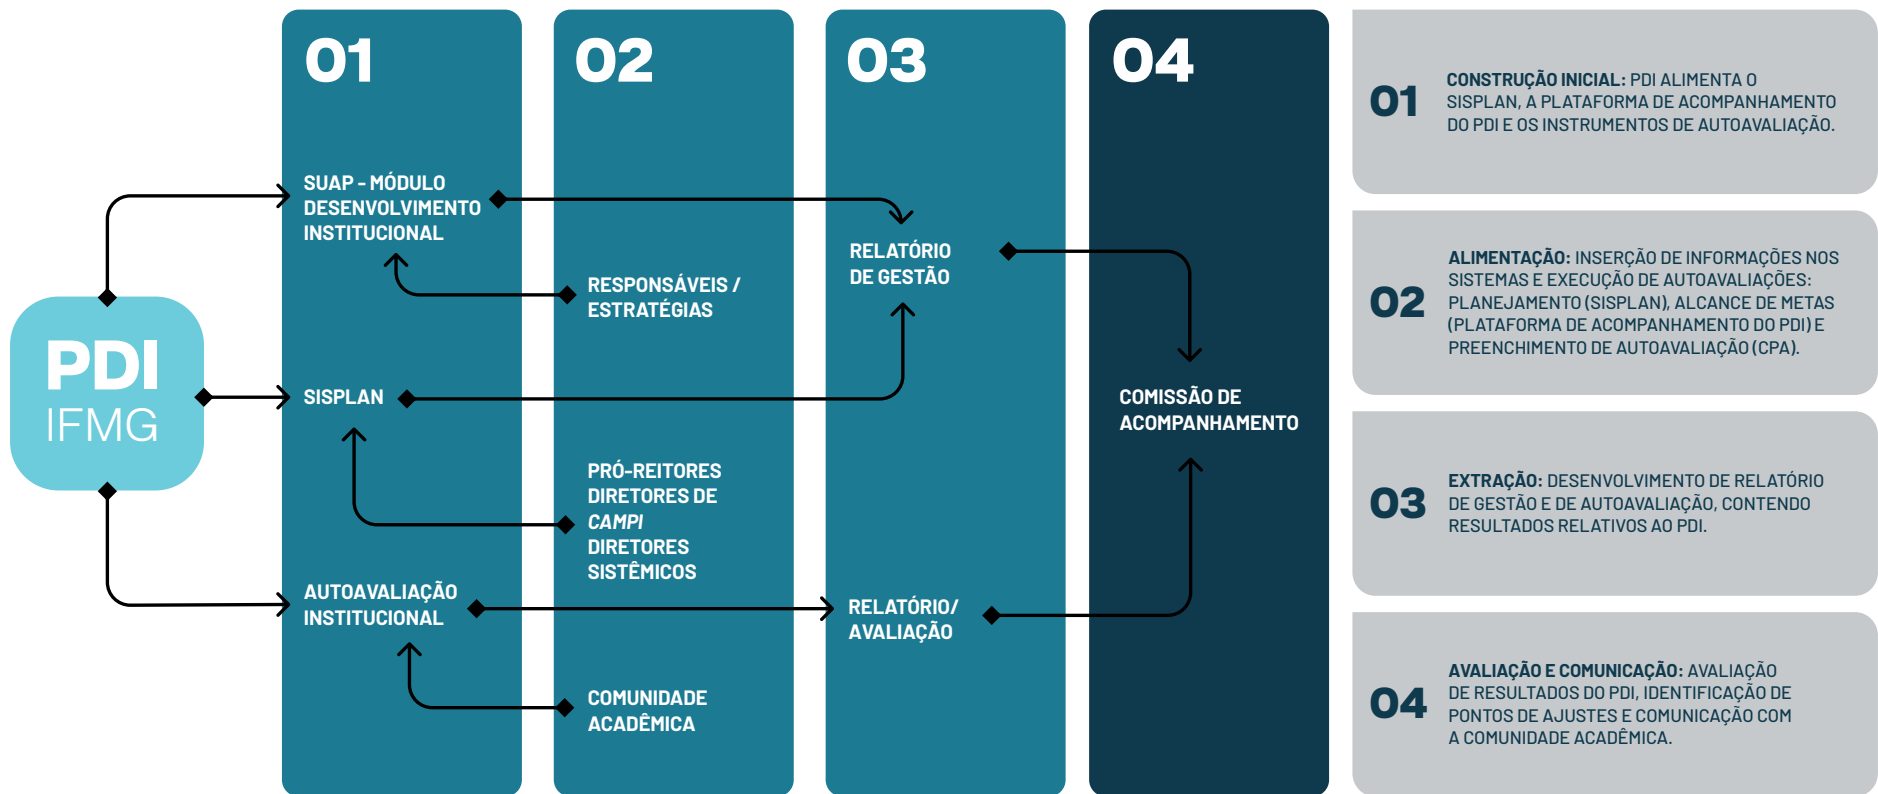 PDI
IFMG
01
SUAP - MÓDULO
DESENVOLVIMENTO
INSTITUCIONAL
SISPLAN
AUTOAVALIAÇÃO
INSTITUCIONAL
02
RESPONSÁVEIS /
ESTRATÉGIAS
PRÓ-REITORES
DIRETORES DE
CAMPI
DIRETORES
SISTÊMICOS
COMUNIDADE
ACADÊMICA
03
RELATÓRIO
DE GESTÃO
RELATÓRIO/
AVALIAÇÃO
04
COMISSÃO DE
ACOMPANHAMENTO
01
CONSTRUÇÃO INICIAL: PDI ALIMENTA O
SISPLAN, A PLATAFORMA DE ACOMPANHAMENTO
DO PDI E OS INSTRUMENTOS DE AUTOAVALIAÇÃO.
02
ALIMENTAÇÃO: INSERÇÃO DE INFORMAÇÕES NOS
SISTEMAS E EXECUÇÃO DE AUTOAVALIAÇÕES:
PLANEJAMENTO (SISPLAN), ALCANCE DE METAS
(PLATAFORMA DE ACOMPANHAMENTO DO PDI) E
PREENCHIMENTO DE AUTOAVALIAÇÃO (CPA).
03
EXTRAÇÃO: DESENVOLVIMENTO DE RELATÓRIO
DE GESTÃO E DE AUTOAVALIAÇÃO, CONTENDO
RESULTADOS RELATIVOS AO PDI.
04
AVALIAÇÃO E COMUNICAÇÃO: AVALIAÇÃO
DE RESULTADOS DO PDI, IDENTIFICAÇÃO DE
PONTOS DE AJUSTES E COMUNICAÇÃO COM
A COMUNIDADE ACADÊMICA.